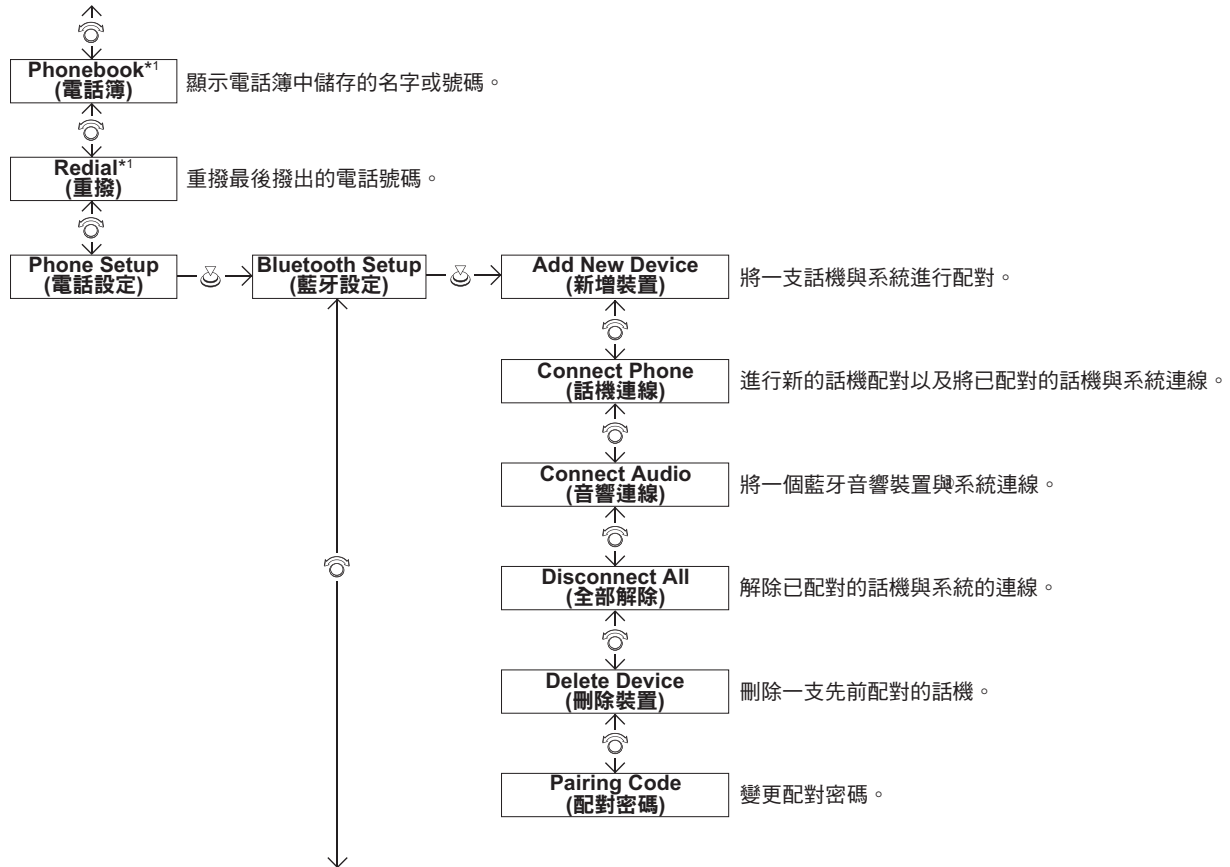 Phonebook*1
(電話簿)
顯示電話簿中儲存的名字或號碼。
Redial*1
(重撥)
重撥最後撥出的電話號碼。
Phone Setup
(電話設定)
Bluetooth Setup
(藍牙設定)
Add New Device
(新增裝置)
將一支話機與系統進行配對。
Connect Phone
(話機連線)
進行新的話機配對以及將已配對的話機與系統連線。
Connect Audio
(音響連線)
將一個藍牙音響裝置與系統連線。
Disconnect All
(全部解除)
解除已配對的話機與系統的連線。
Delete Device
(刪除裝置)
刪除一支先前配對的話機。
Pairing Code
(配對密碼)
變更配對密碼。